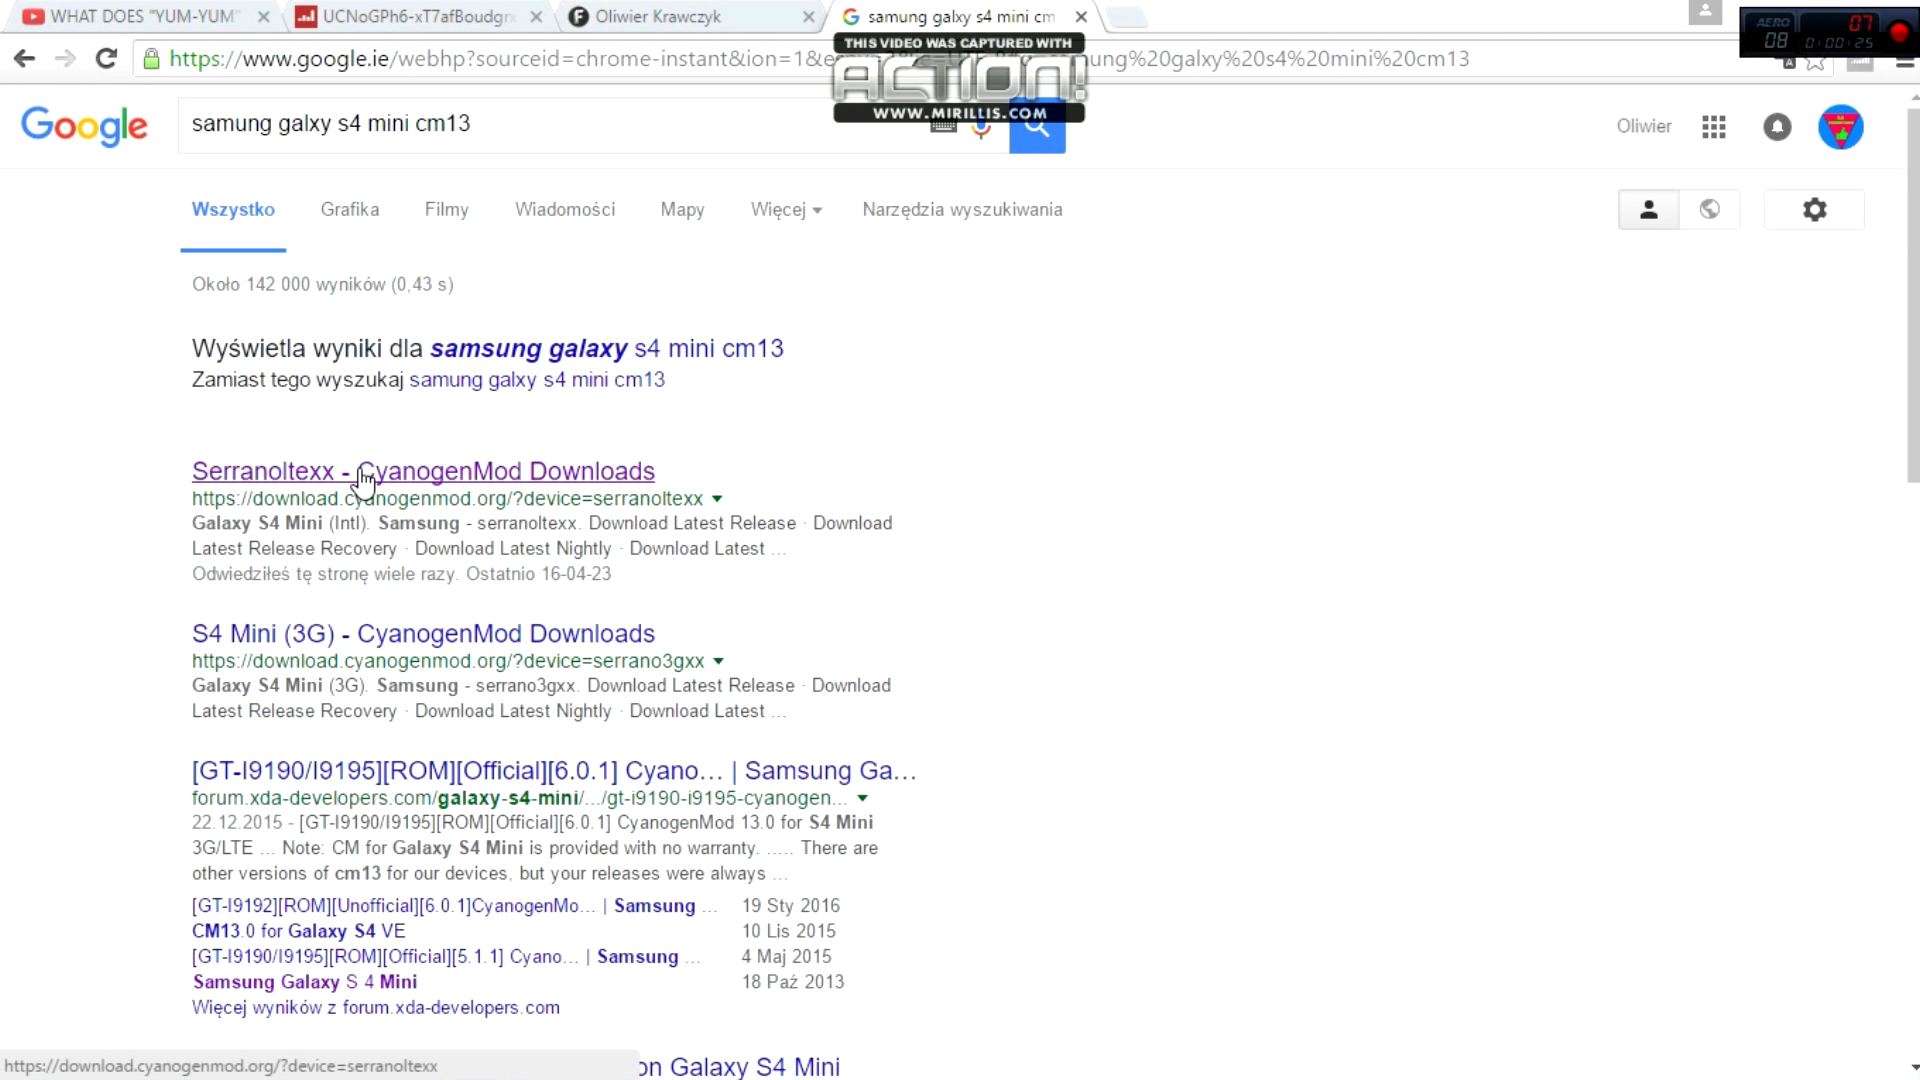 WHAT DOES "YUM-YUM"
UCNoGPh6-xT7afBoudgr
Oliwier Krawczyk
samung galxy s4 mini cm
AERO
08
07
0:00:25
THIS VIDEO WAS CAPTURED WITH
ACTION!
WWW.MIRILLIS.COM
https://www.google.ie/webhp?sourceid=chrome-instant&ion=1&e
ung%20galxy%20s4%20mini%20cm13
Google
samung galxy s4 mini cm13
Oliwier
Wszystko
Grafika
Filmy
Wiadomości
Mapy
Więcej
Narzędzia wyszukiwania
Około 142 000 wyników (0,43 s)
Wyświetla wyniki dla samsung galaxy s4 mini cm13
Zamiast tego wyszukaj samung galxy s4 mini cm13
Serranoltexx - CyanogenMod Downloads
https://download.cyanogenmod.org/?device=serranoltexx
Galaxy S4 Mini (Intl). Samsung - serranoltexx. Download Latest Release · Download
Latest Release Recovery · Download Latest Nightly · Download Latest ...
Odwiedziłeś tę stronę wiele razy. Ostatnio 16-04-23
S4 Mini (3G) - CyanogenMod Downloads
https://download.cyanogenmod.org/?device=serrano3gxx
Galaxy S4 Mini (3G). Samsung - serrano3gxx. Download Latest Release · Download
Latest Release Recovery · Download Latest Nightly · Download Latest ...
[GT-I9190/I9195][ROM][Official][6.0.1] Cyano... | Samsung Ga...
forum.xda-developers.com/galaxy-s4-mini/.../gt-i9190-i9195-cyanogen...
22.12.2015 - [GT-I9190/I9195][ROM][Official][6.0.1] CyanogenMod 13.0 for S4 Mini
3G/LTE ... Note: CM for Galaxy S4 Mini is provided with no warranty. ..... There are
other versions of cm13 for our devices, but your releases were always ...
[GT-I9192][ROM][Unofficial][6.0.1]CyanogenMo... | Samsung ... 19 Sty 2016
CM13.0 for Galaxy S4 VE 10 Lis 2015
[GT-I9190/I9195][ROM][Official][5.1.1] Cyano... | Samsung ... 4 Maj 2015
Samsung Galaxy S 4 Mini 18 Paź 2013
Więcej wyników z forum.xda-developers.com
https://download.cyanogenmod.org/?device=serranoltexx
on Galaxy S4 Mini